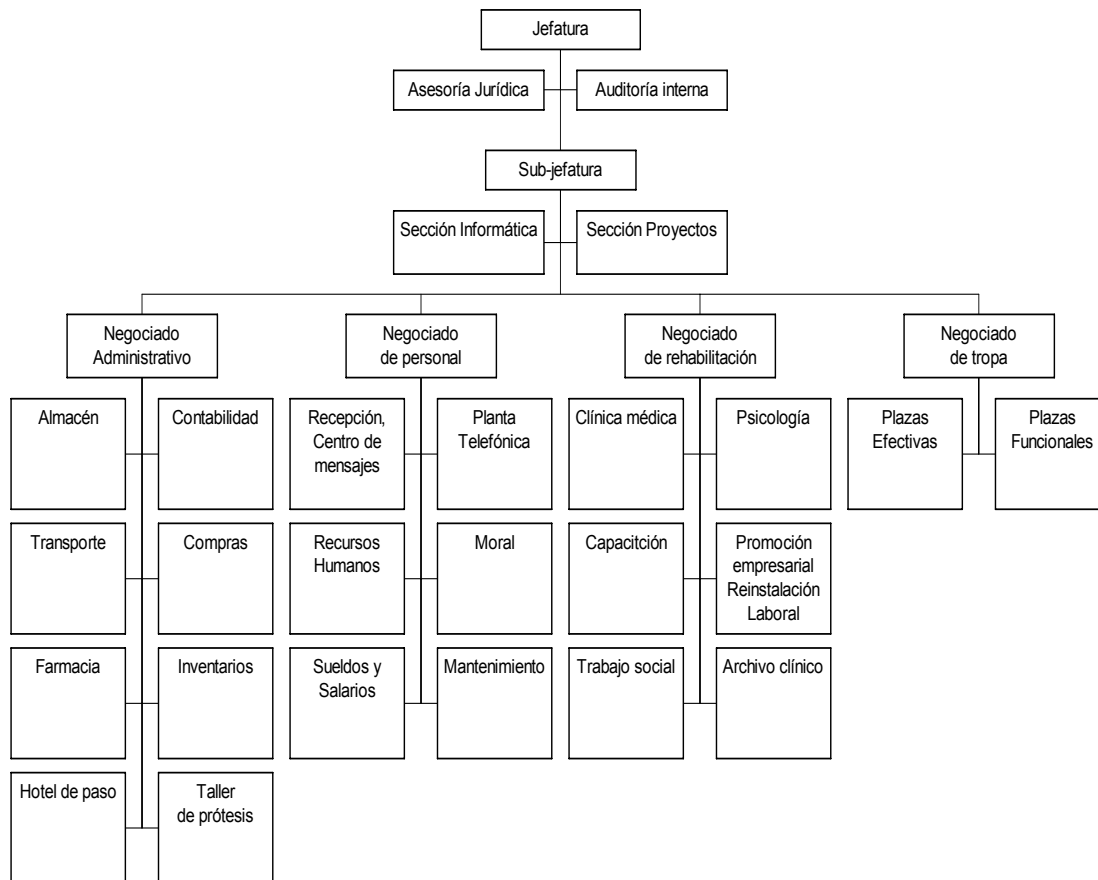 Jefatura
Asesoría Jurídica
Auditoría interna
Sub-jefatura
Sección Informática
Sección Proyectos
Negociado
Administrativo
Negociado
de personal
Negociado
de rehabilitación
Negociado
de tropa
Almacén
Contabilidad
Recepción,
Centro de
mensajes
Planta
Telefónica
Clínica médica
Psicología
Plazas
Efectivas
Plazas
Funcionales
Transporte
Compras
Recursos
Humanos
Moral
Capacitción
Promoción
empresarial
Reinstalación
Laboral
Farmacia
Inventarios
Sueldos y
Salarios
Mantenimiento
Trabajo social
Archivo clínico
Hotel de paso
Taller
de prótesis